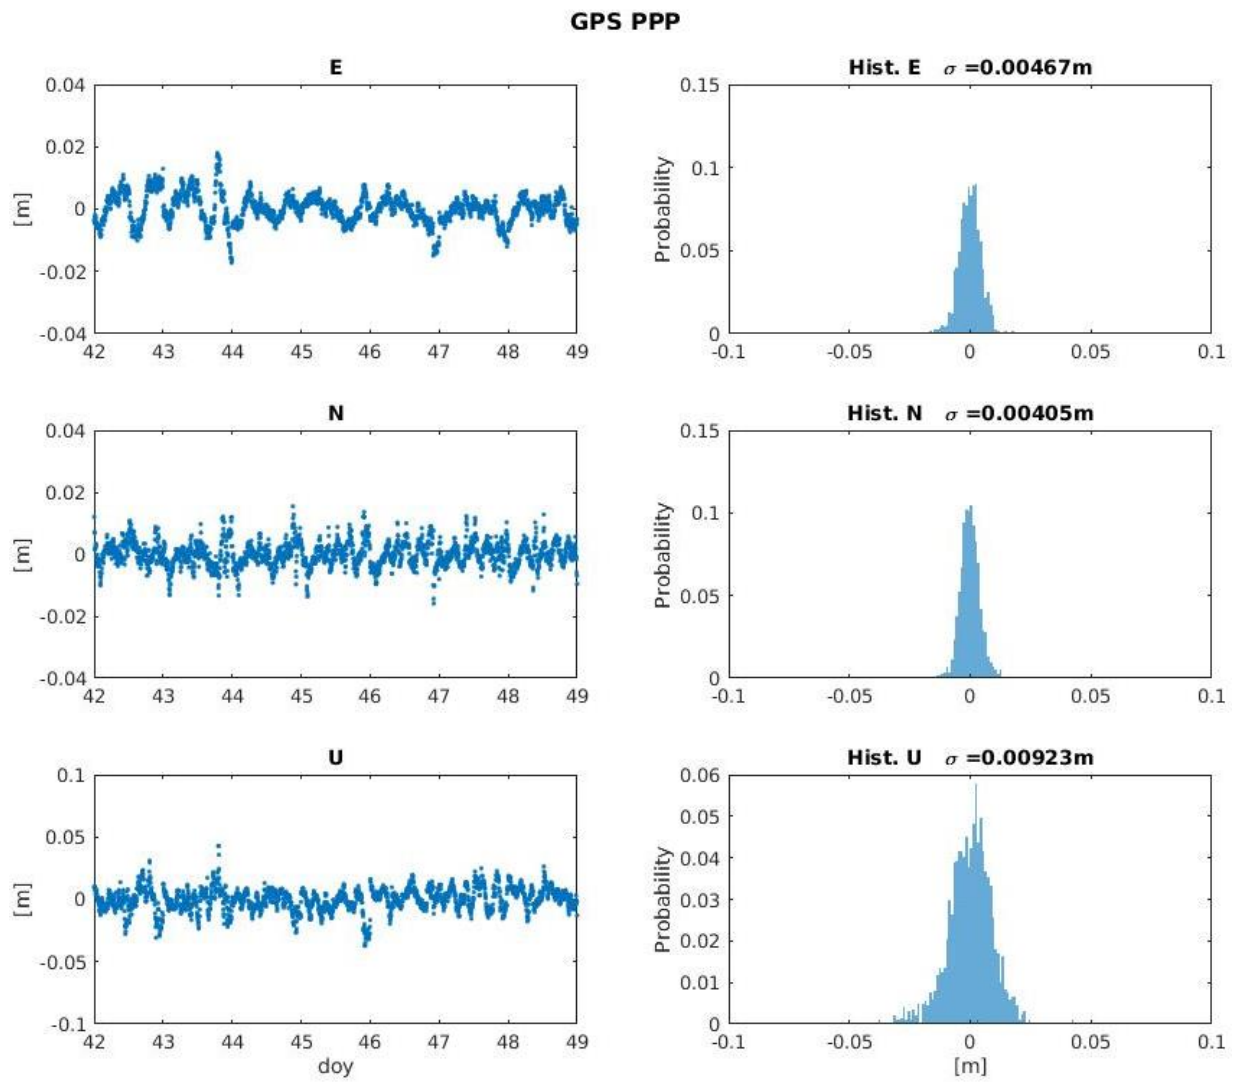 GPS PPP
E
0.04
0.02
0
-0.02
-0.04
[m]
42 43 44 45 46 47 48 49
Hist. E σ =0.00467m
0.15
0.1
0.05
0
Probability
-0.1 -0.05 0 0.05 0.1
N
0.04
0.02
0
-0.02
-0.04
[m]
42 43 44 45 46 47 48 49
Hist. N σ =0.00405m
0.15
0.1
0.05
0
Probability
-0.1 -0.05 0 0.05 0.1
U
0.1
0.05
0
-0.05
-0.1
[m]
42 43 44 45 46 47 48 49
doy
Hist. U σ =0.00923m
0.06
0.05
0.04
0.03
0.02
0.01
0
Probability
-0.1 -0.05 0 0.05 0.1
[m]